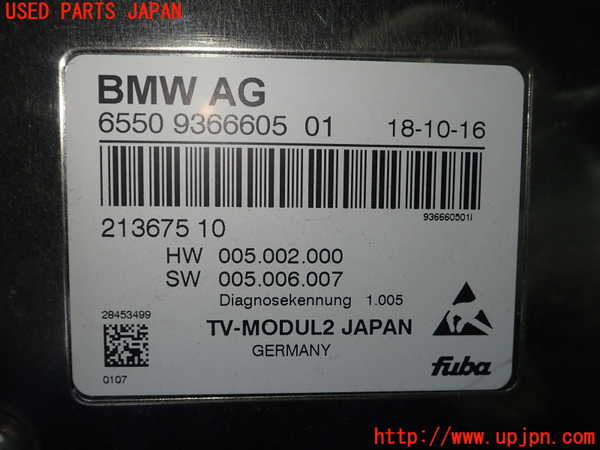 USED PARTS JAPAN
BMW AG
6550 9366605 01 18-10-16
936660501I
213675 10
HW 005.002.000
SW 005.006.007
Diagnosekennung 1.005
28453499
TV-MODUL2 JAPAN
GERMANY
0107
fuba
http://www.upjpn.com/